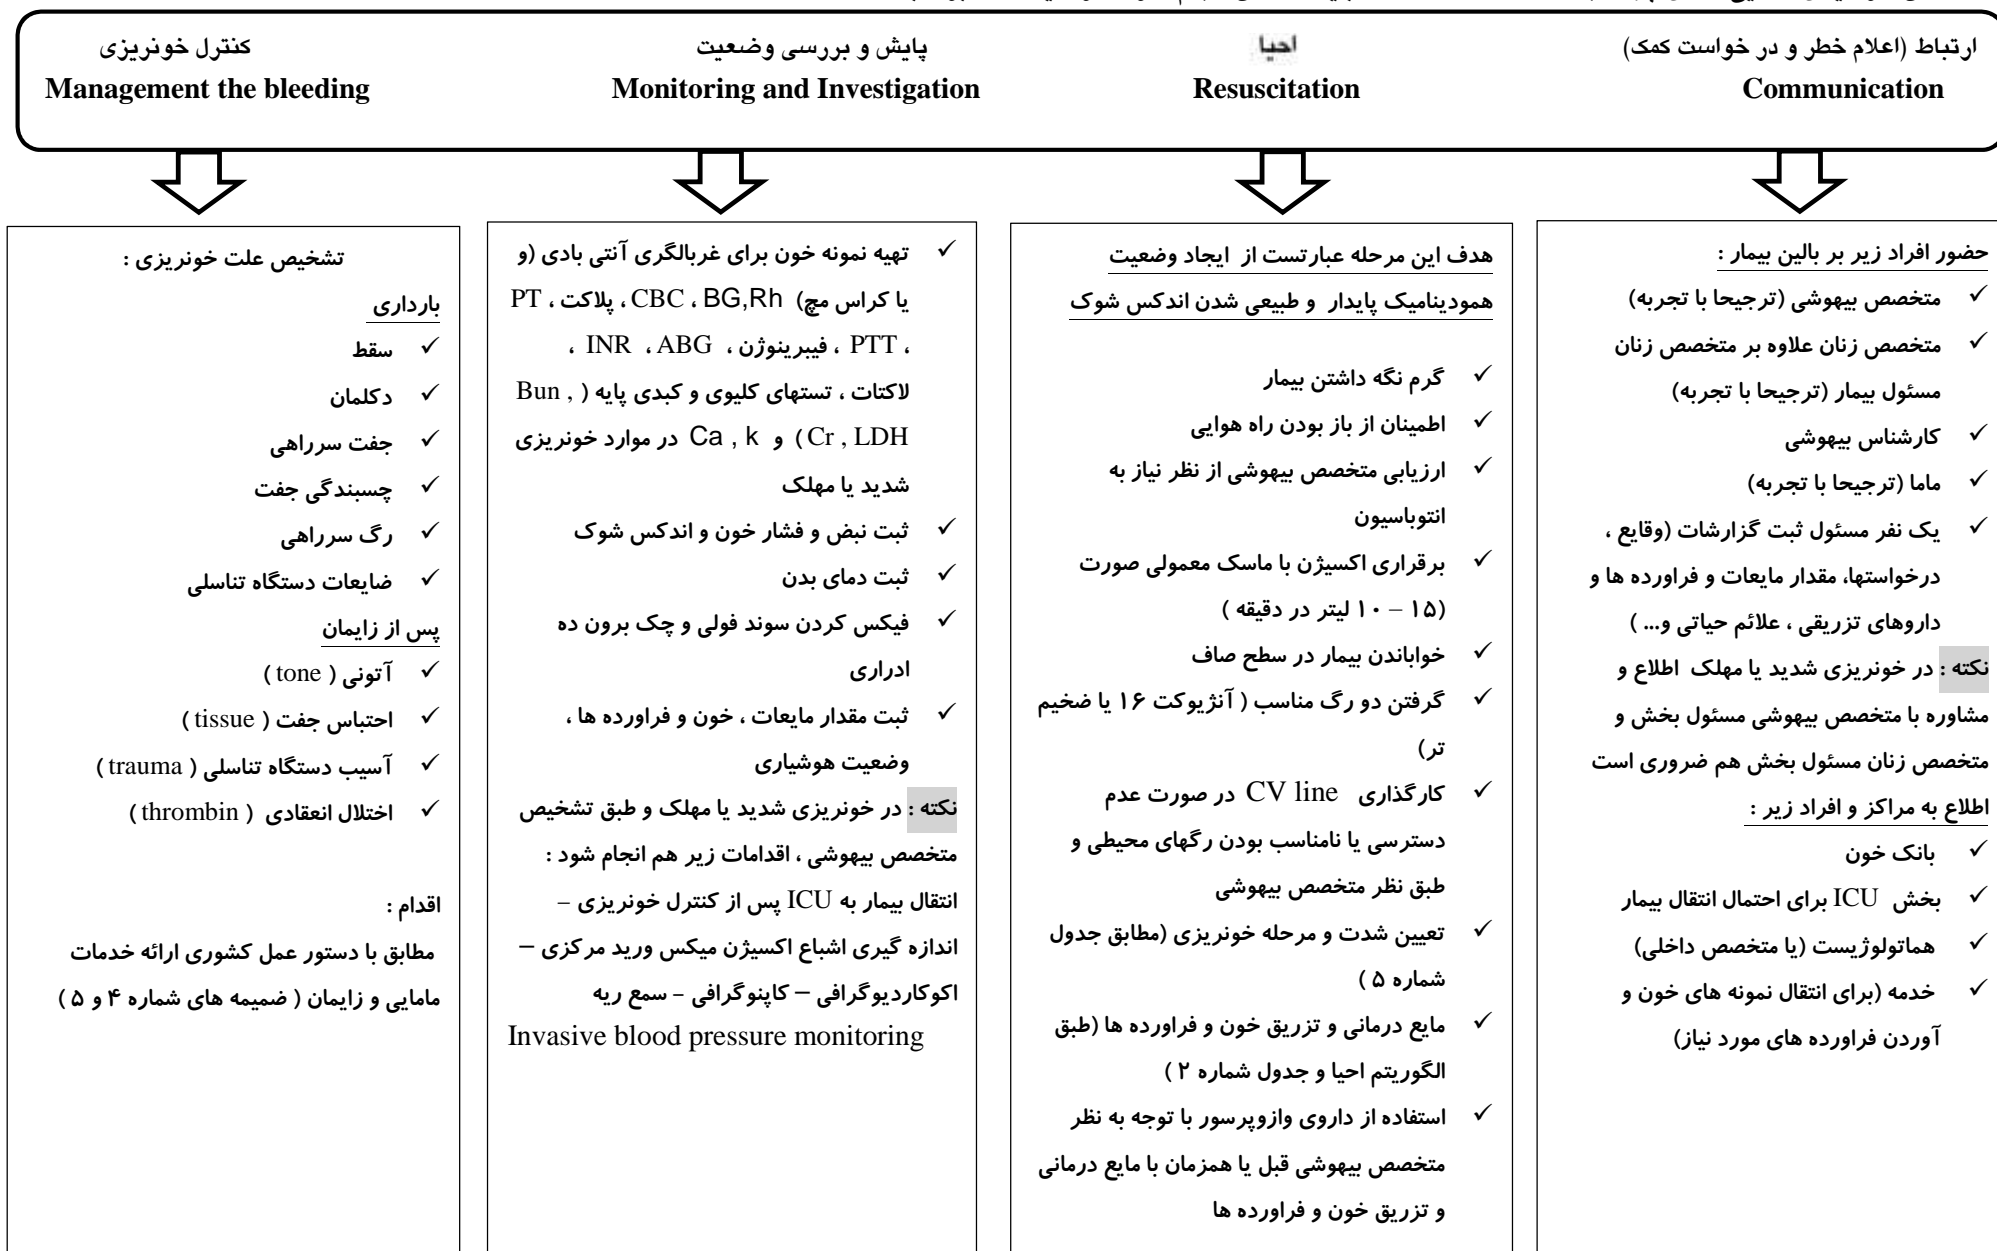 ارتباط (اعلام خطر و در خواست کمک)
Communication
احیا
Resuscitation
پایش و بررسی وضعیت
Monitoring and Investigation
کنترل خونریزی
Management the bleeding
حضور افراد زیر بر بالین بیمار :
✓ متخصص بیهوشی (ترجیحا با تجربه)
✓ متخصص زنان علاوه بر متخصص زنان
مسئول بیمار (ترجیحا با تجربه)
✓ کارشناس بیهوشی
✓ ماما (ترجیحا با تجربه)
✓ یک نفر مسئول ثبت گزارشات (وقایع ،
درخواستها، مقدار مایعات و فراورده ها و
داروهای تزریقی ، علائم حیاتی و... )
نکته : در خونریزی شدید یا مهلک اطلاع و
مشاوره با متخصص بیهوشی مسئول بخش و
متخصص زنان مسئول بخش هم ضروری است
اطلاع به مراکز و افراد زیر :
✓ بانک خون
✓ بخش ICU برای احتمال انتقال بیمار
✓ هماتولوژیست (یا متخصص داخلی)
✓ خدمه (برای انتقال نمونه های خون و
آوردن فراورده های مورد نیاز)
هدف این مرحله عبارتست از ایجاد وضعیت
همودینامیک پایدار و طبیعی شدن اندکس شوک
✓ گرم نگه داشتن بیمار
✓ اطمینان از باز بودن راه هوایی
✓ ارزیابی متخصص بیهوشی از نظر نیاز به
انتوباسیون
✓ برقراری اکسیژن با ماسک معمولی صورت
(۱۵ – ۱۰ لیتر در دقیقه )
✓ خواباندن بیمار در سطح صاف
✓ گرفتن دو رگ مناسب ( آنژیوکت ۱۶ یا ضخیم
تر)
✓ کارگذاری CV line در صورت عدم
دسترسی یا نامناسب بودن رگهای محیطی و
طبق نظر متخصص بیهوشی
✓ تعیین شدت و مرحله خونریزی (مطابق جدول
شماره ۵ )
✓ مایع درمانی و تزریق خون و فراورده ها (طبق
الگوریتم احیا و جدول شماره ۲ )
✓ استفاده از داروی وازوپرسور با توجه به نظر
متخصص بیهوشی قبل یا همزمان با مایع درمانی
و تزریق خون و فراورده ها
✓ تهیه نمونه خون برای غربالگری آنتی بادی (و
یا کراس مچ) BG,Rh ، CBC ، پلاکت ، PT
، PTT ، فیبرینوژن ، INR ، ABG ،
لاکتات ، تستهای کلیوی و کبدی پایه ( Bun ,
Cr , LDH ) و Ca , k در موارد خونریزی
شدید یا مهلک
✓ ثبت نبض و فشار خون و اندکس شوک
✓ ثبت دمای بدن
✓ فیکس کردن سوند فولی و چک برون ده
ادراری
✓ ثبت مقدار مایعات ، خون و فراورده ها ،
وضعیت هوشیاری
نکته : در خونریزی شدید یا مهلک و طبق تشخیص
متخصص بیهوشی ، اقدامات زیر هم انجام شود :
انتقال بیمار به ICU پس از کنترل خونریزی –
اندازه گیری اشباع اکسیژن میکس ورید مرکزی –
اکوکاردیوگرافی – کاپنوگرافی – سمع ریه
Invasive blood pressure monitoring
تشخیص علت خونریزی :
بارداری
✓ سقط
✓ دکلمان
✓ جفت سرراهی
✓ چسبندگی جفت
✓ رگ سرراهی
✓ ضایعات دستگاه تناسلی
پس از زایمان
✓ آتونی ( tone )
✓ احتباس جفت ( tissue )
✓ آسیب دستگاه تناسلی ( trauma )
✓ اختلال انعقادی ( thrombin )
اقدام :
مطابق با دستور عمل کشوری ارائه خدمات
مامایی و زایمان ( ضمیمه های شماره ۴ و ۵ )